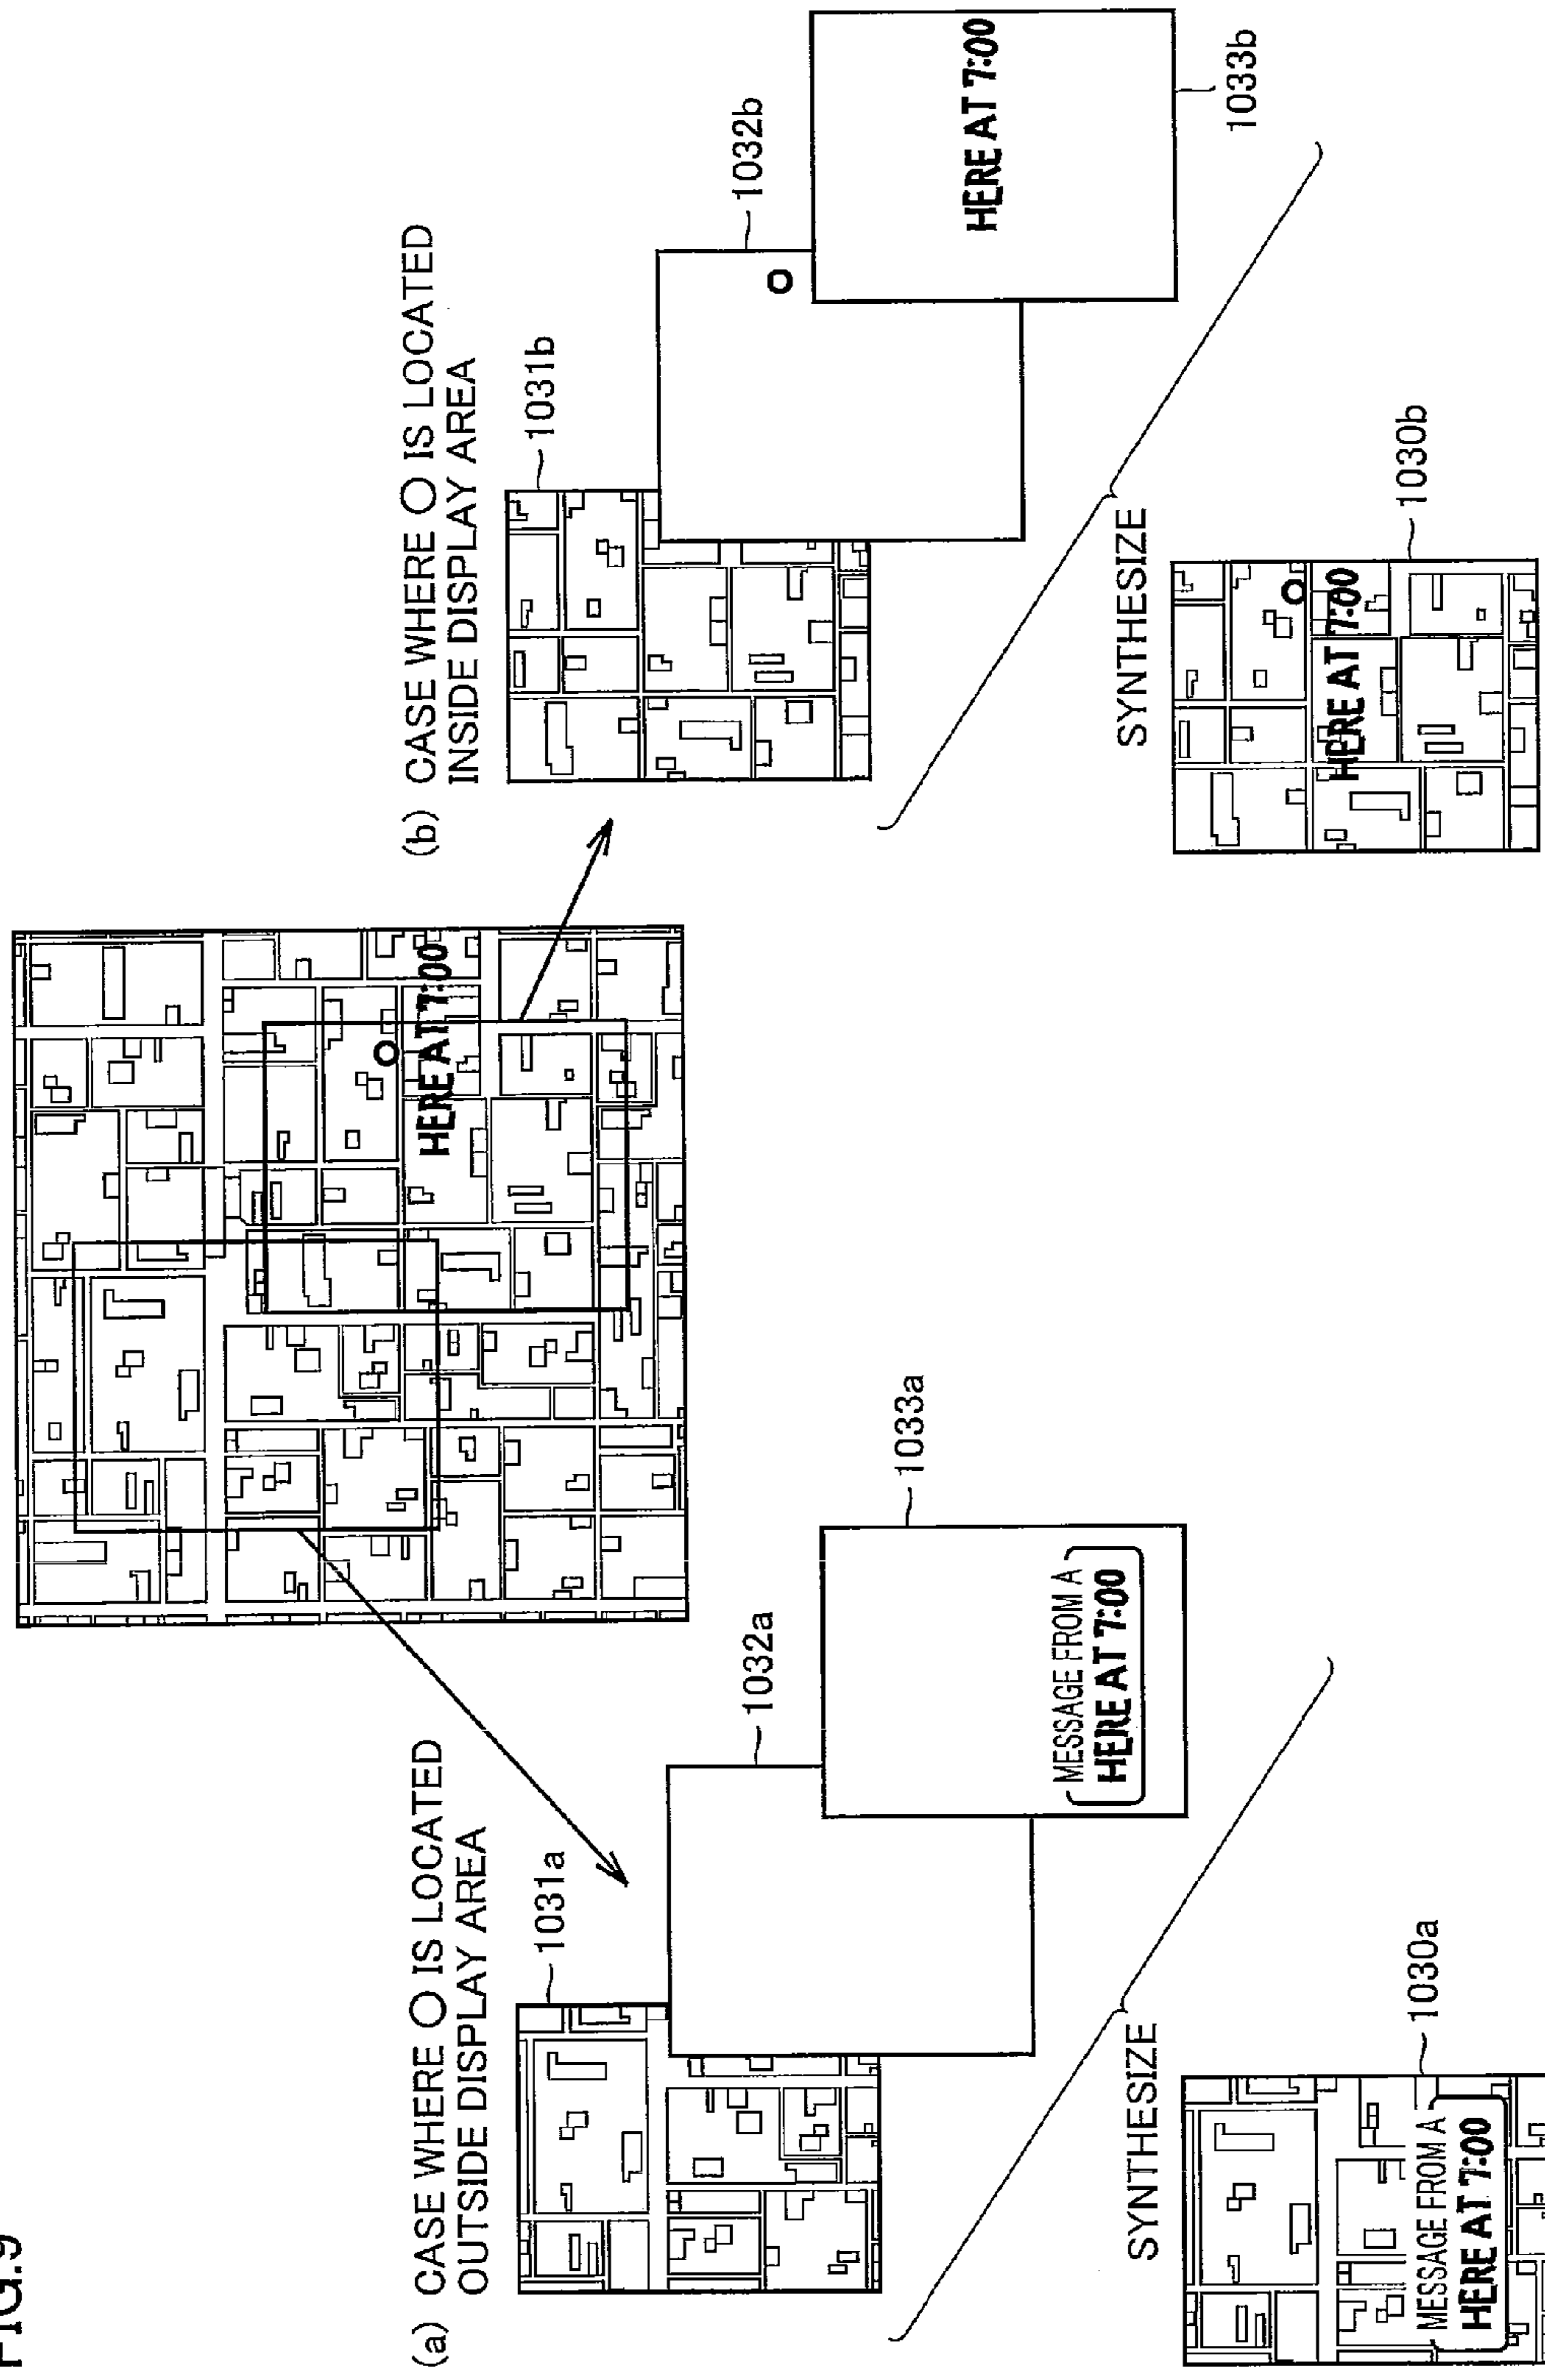 FIG.9
HERE AT 7:00
(a) CASE WHERE ○ IS LOCATED
OUTSIDE DISPLAY AREA
1031a
1032a
1033a
MESSAGE FROM A
HERE AT 7:00
SYNTHESIZE
1030a
MESSAGE FROM A
HERE AT 7:00
(b) CASE WHERE ○ IS LOCATED
INSIDE DISPLAY AREA
1031b
1032b
1033b
HERE AT 7:00
SYNTHESIZE
1030b
HERE AT 7:00